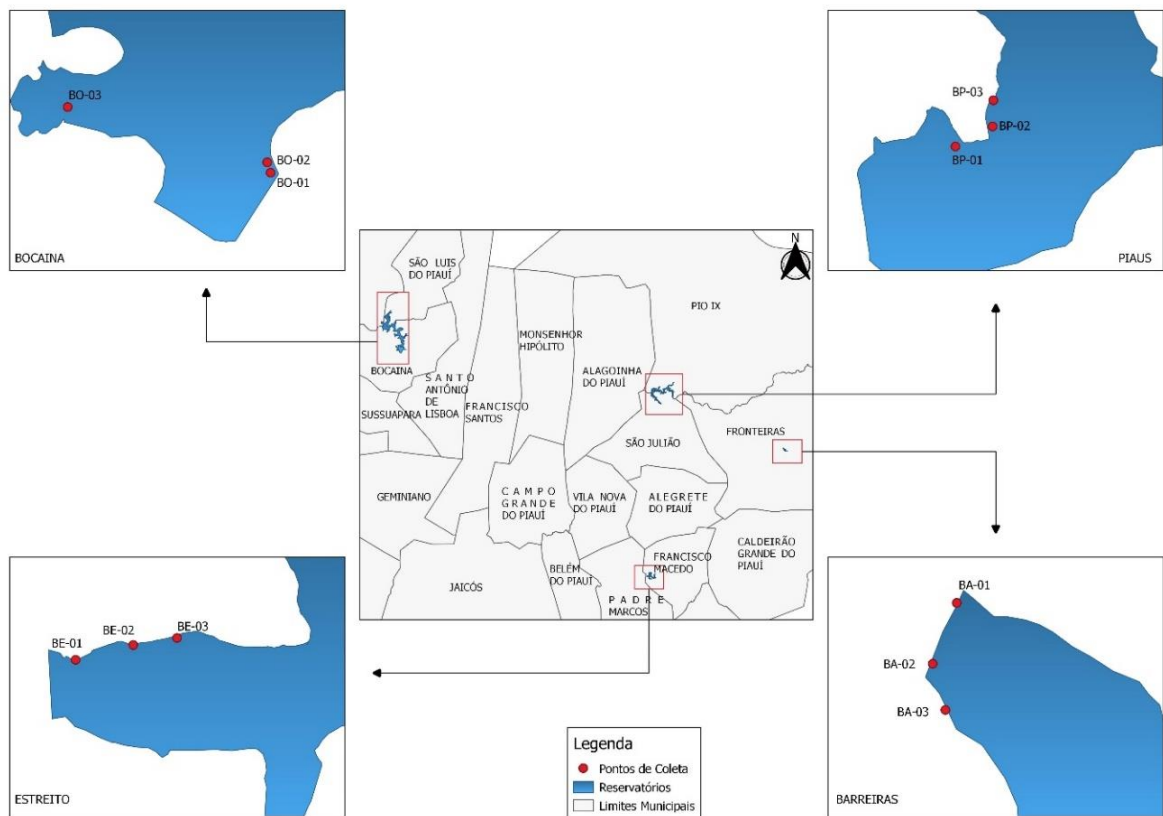 BO-03
BO-02
BO-01
BOCAINA
BP-03
BP-02
BP-01
PIAUS
N
SÃO LUIS
DO PIAUÍ
PIO IX
MONSENHOR
HIPÓLITO
BOCAINA
ALAGOINHA
DO PIAUÍ
SANTO
ANTÔNIO
DE
LISBOA
SUSSUAPARA
FRANCISCO
SANTOS
FRONTEIRAS
SÃO JULIÃO
GEMINIANO
CAMPO
GRANDE
DO PIAUÍ
VILA NOVA
DO PIAUÍ
ALEGRETE
DO PIAUÍ
CALDEIRÃO
GRANDE DO
PIAUÍ
FRANCISCO
MACEDO
BELÉM
DO PIAUÍ
JAICÓS
PADRE
MARCOS
BE-01
BE-02
BE-03
ESTREITO
BA-01
BA-02
BA-03
BARREIRAS
Legenda
Pontos de Coleta
Reservatórios
Limites Municipais